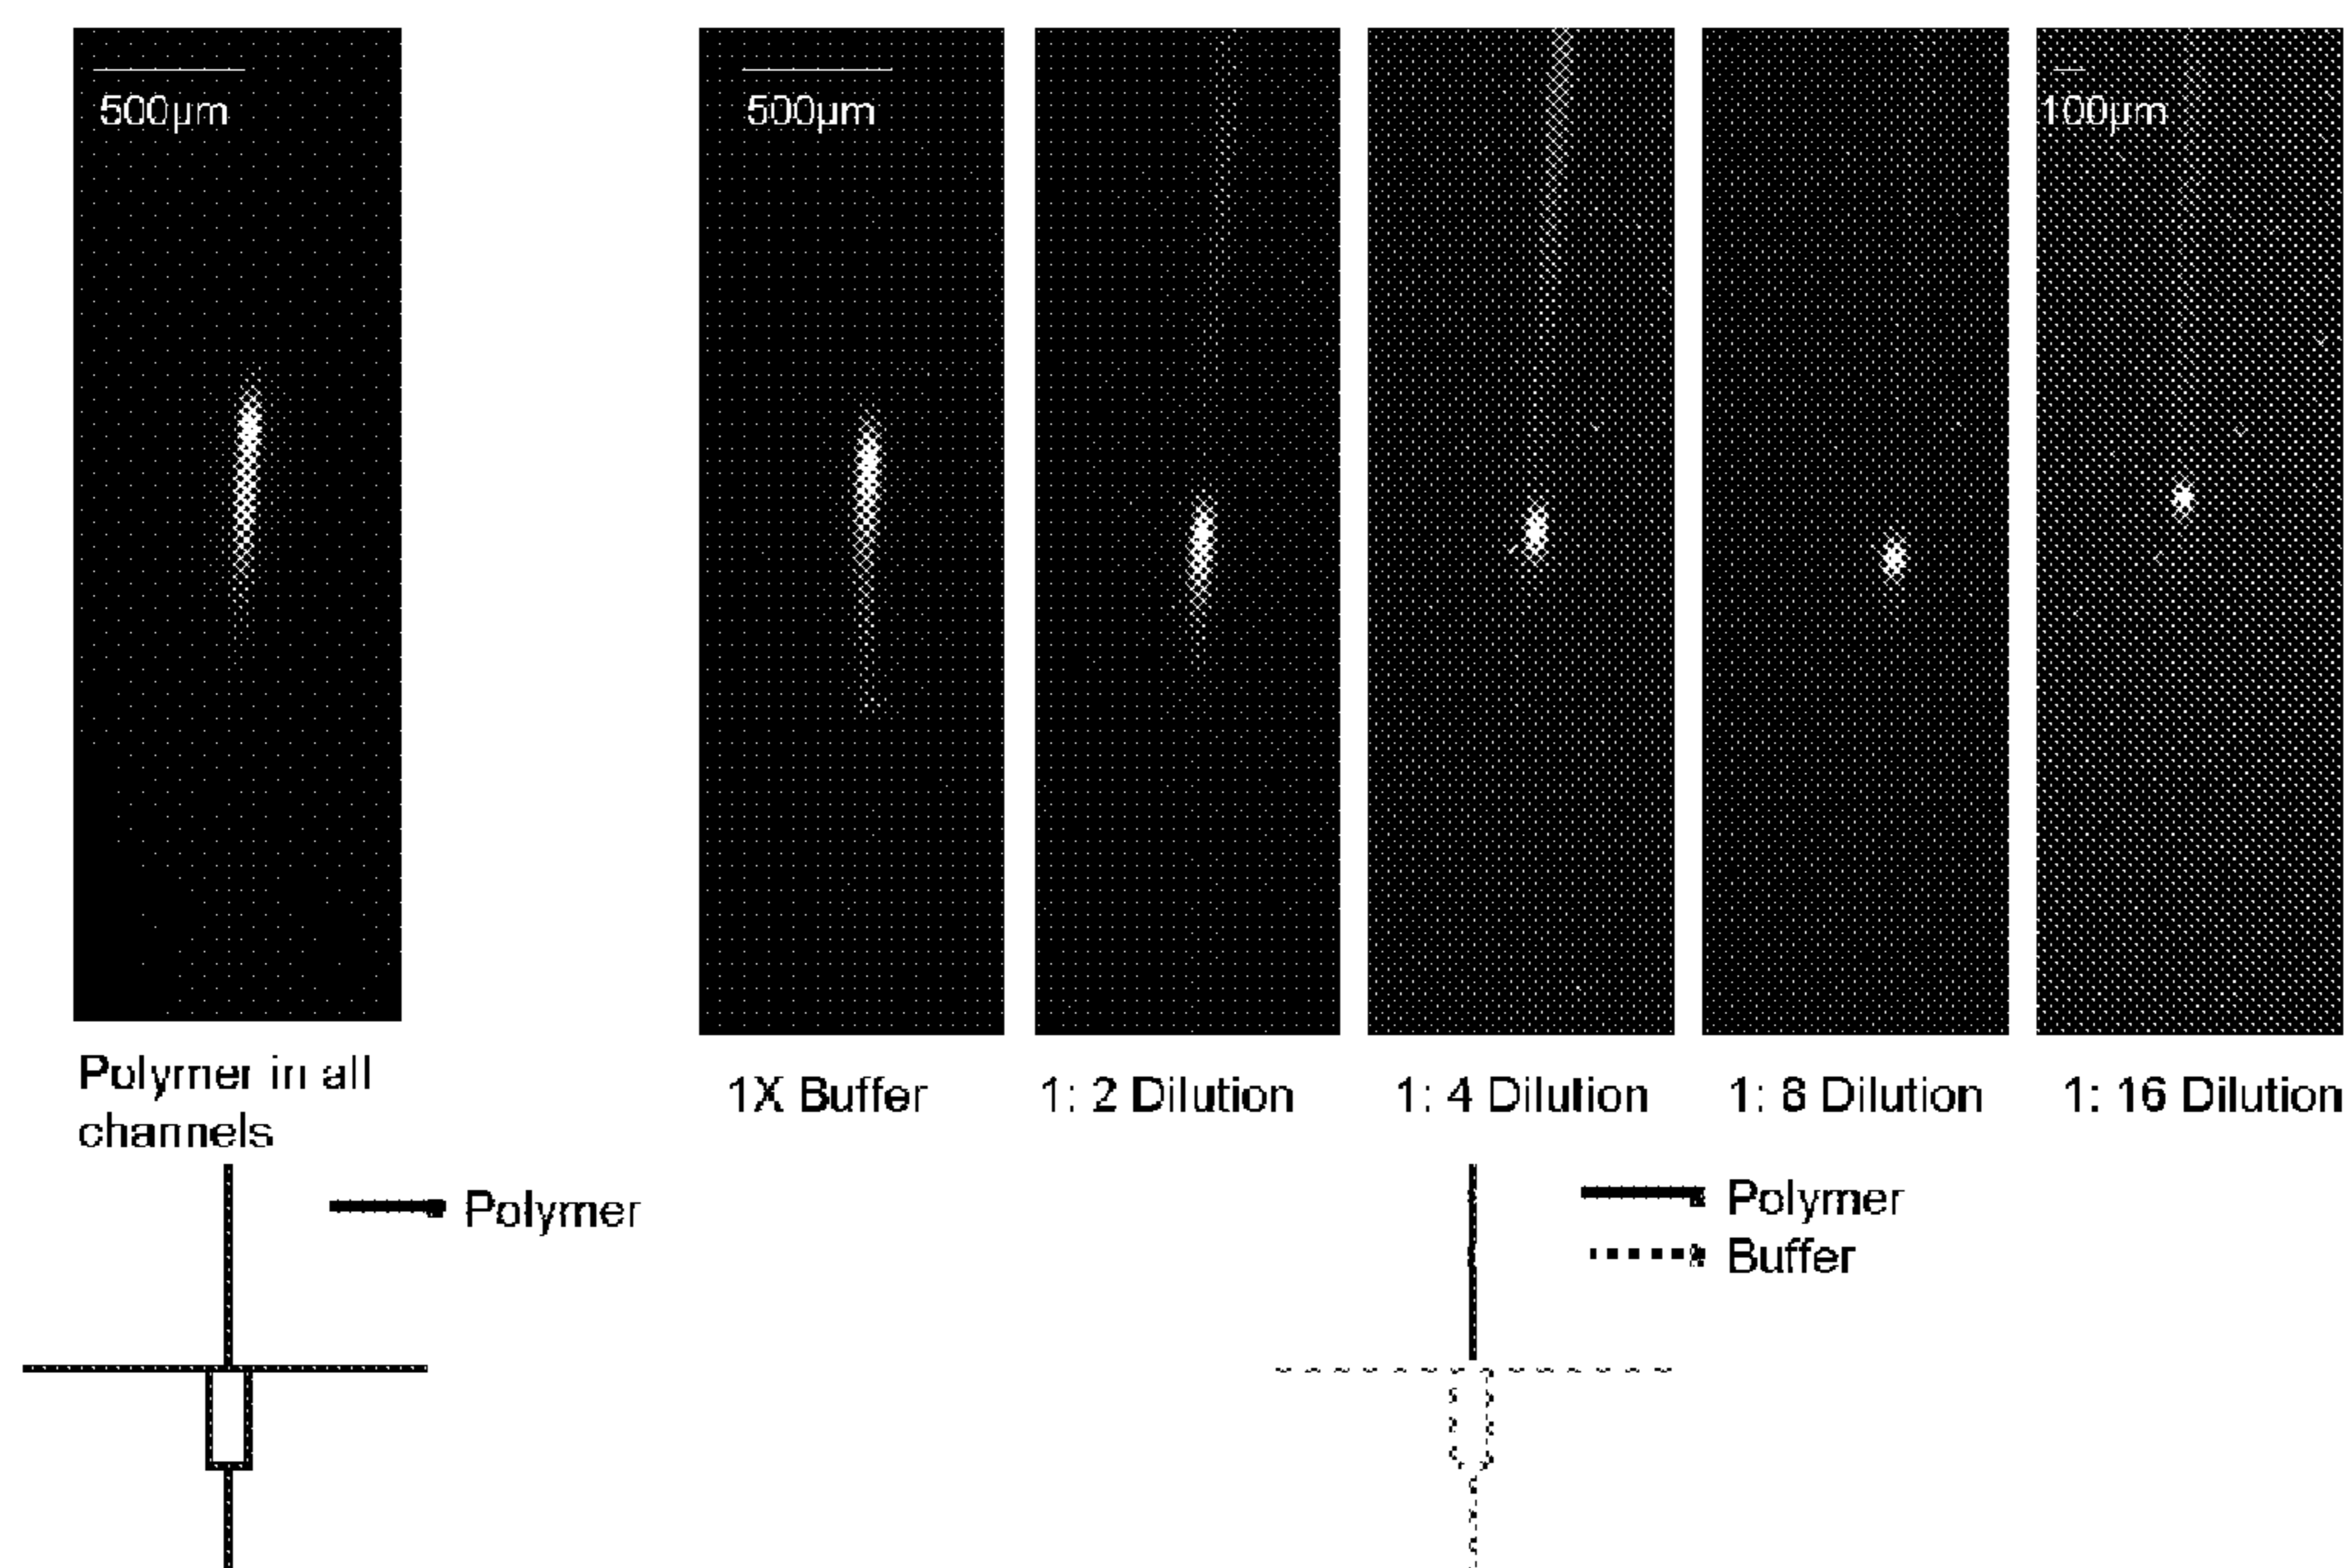 500µm
500µm
100µm
Polymer in all
channels
1X Buffer
1: 2 Dilution
1: 4 Dilution
1: 8 Dilution
1: 16 Dilution
Polymer
Polymer
Buffer